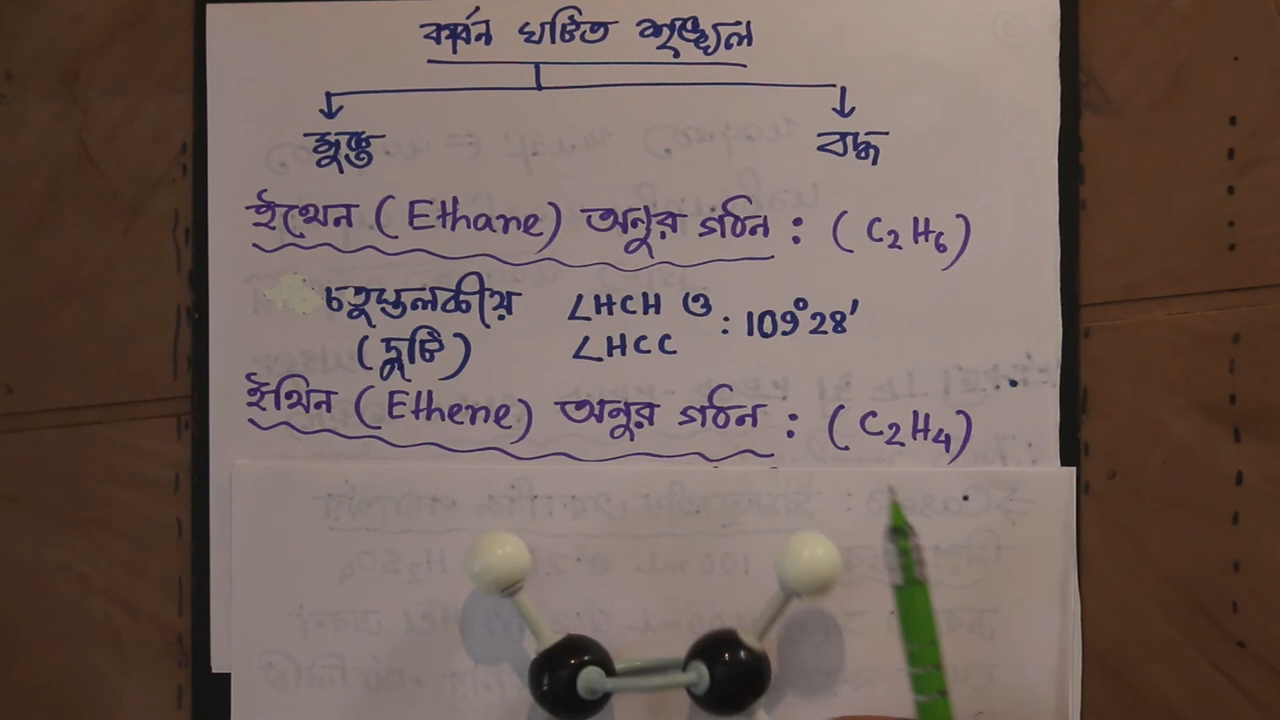 কার্বন ঘটিত শৃঙ্খল
মুক্ত
বদ্ধ
ইথেন (Ethane) অনুর গঠন : (C₂H₆)
চতুস্তলকীয় ∠HCH ও : 109°28′
(দুটি) ∠HCC
ইথিন (Ethene) অনুর গঠন : (C₂H₄)